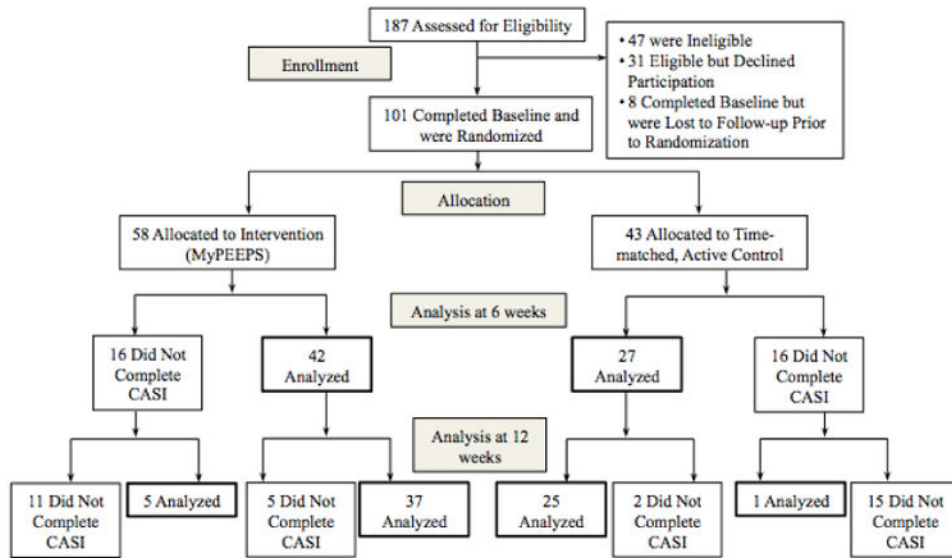 187 Assessed for Eligibility
Enrollment
• 47 were Ineligible
• 31 Eligible but Declined
Participation
• 8 Completed Baseline but
were Lost to Follow-up Prior
to Randomization
101 Completed Baseline and
were Randomized
Allocation
58 Allocated to Intervention
(MyPEEPS)
43 Allocated to Time-
matched, Active Control
Analysis at 6 weeks
16 Did Not
Complete
CASI
42
Analyzed
27
Analyzed
16 Did Not
Complete
CASI
Analysis at 12
weeks
11 Did Not
Complete
CASI
5 Analyzed
5 Did Not
Complete
CASI
37
Analyzed
25
Analyzed
2 Did Not
Complete
CASI
1 Analyzed
15 Did Not
Complete
CASI